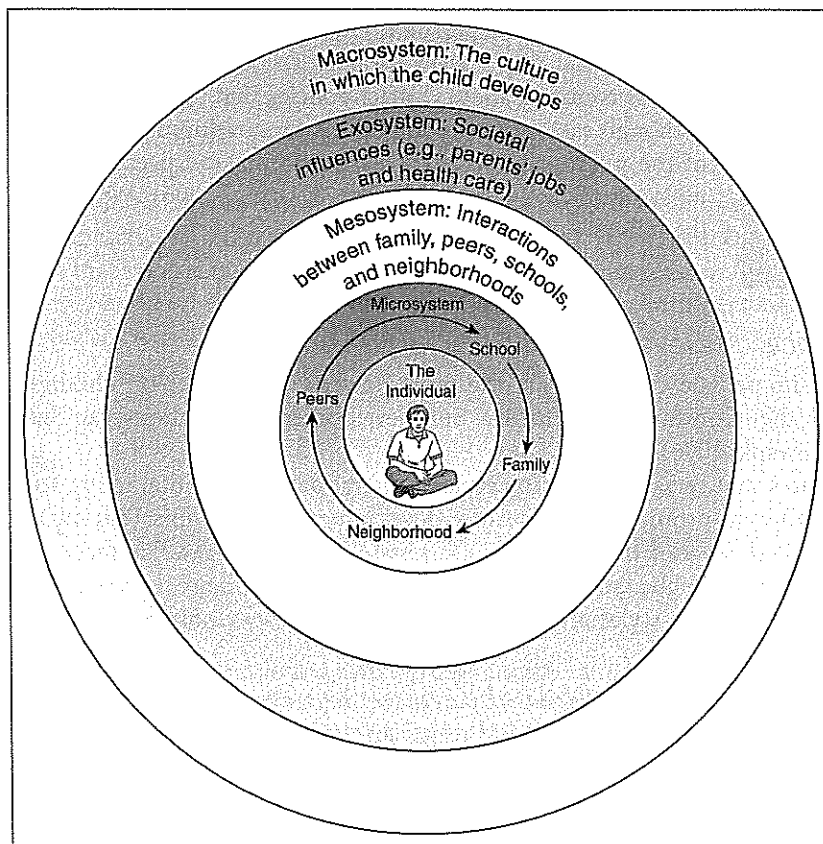 Macrosystem: The culture
in which the child develops
Exosystem: Societal
influences (e.g., parents' jobs
and health care)
Mesosystem: Interactions
between family, peers, schools,
and neighborhoods
Microsystem
School
The
Individual
Peers
Family
Neighborhood